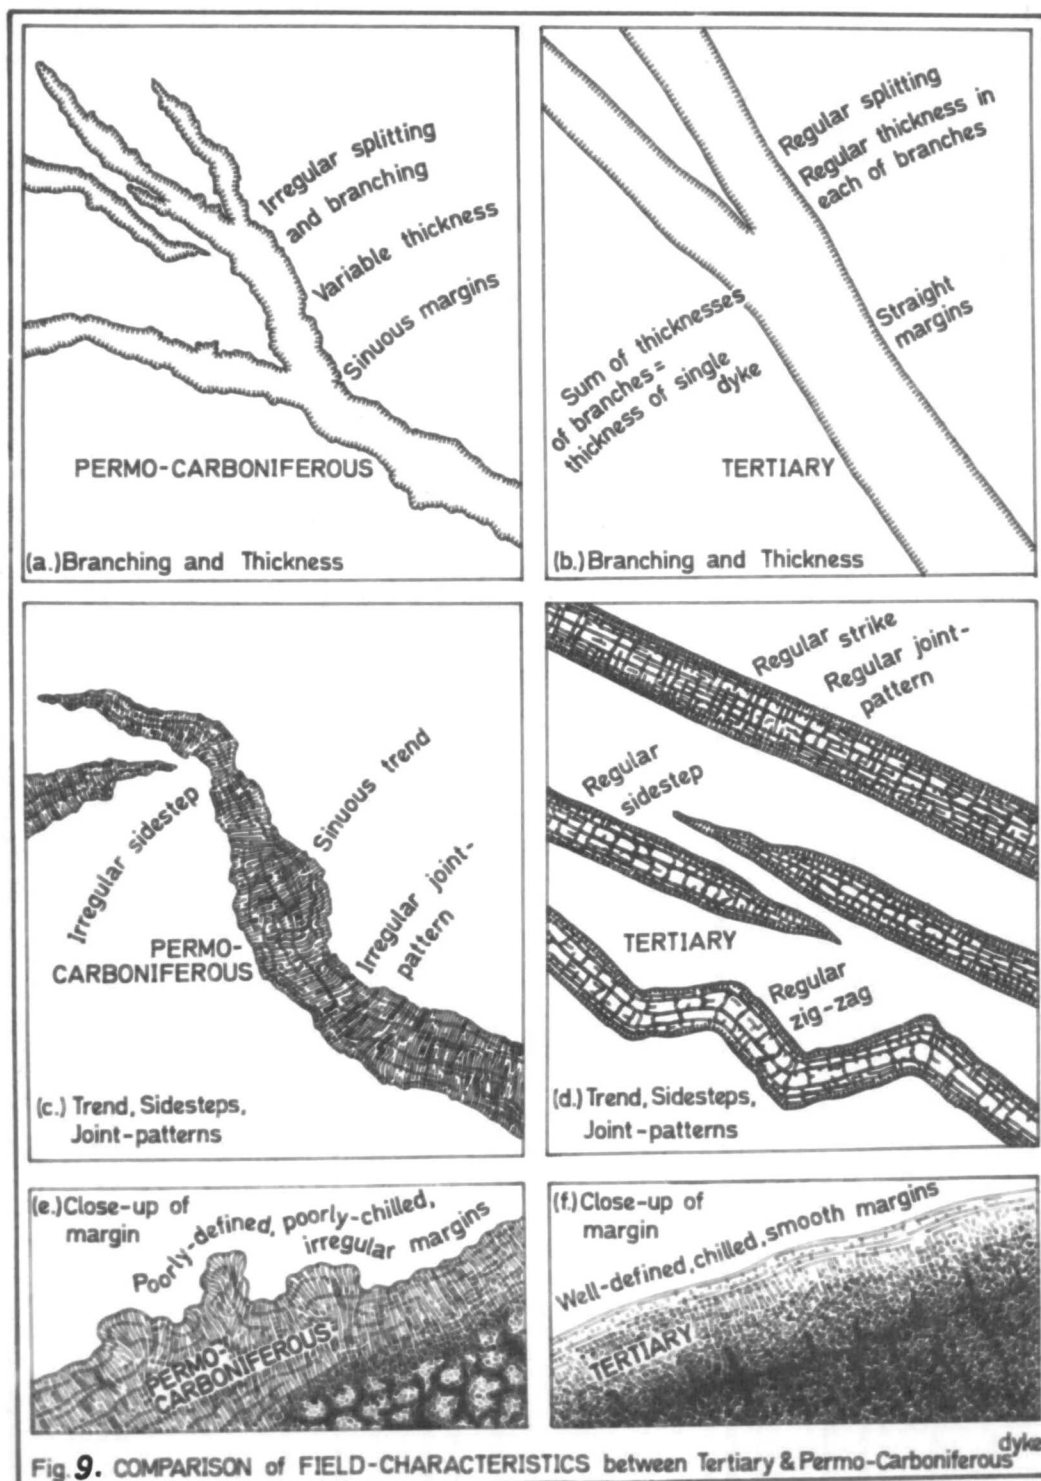 Irregular splitting
and branching
Variable thickness
Sinuous margins
PERMO-CARBONIFEROUS
(a.) Branching and Thickness
Regular splitting
Regular thickness in
each of branches
Straight
margins
Sum of thicknesses
of branches =
thickness of single
dyke
TERTIARY
(b.) Branching and Thickness
Irregular sidestep
Sinuous trend
Irregular joint-
pattern
PERMO-
CARBONIFEROUS
(c.) Trend, Sidesteps,
Joint-patterns
Regular strike
Regular joint-
pattern
Regular
sidestep
TERTIARY
Regular
zig-zag
(d.) Trend, Sidesteps,
Joint-patterns
(e.) Close-up of
margin
Poorly-defined, poorly-chilled,
irregular margins
PERMO-
CARBONIFEROUS
(f.) Close-up of
margin
Well-defined, chilled, smooth margins
TERTIARY
Fig. 9. COMPARISON of FIELD-CHARACTERISTICS between Tertiary & Permo-Carboniferous
dyke